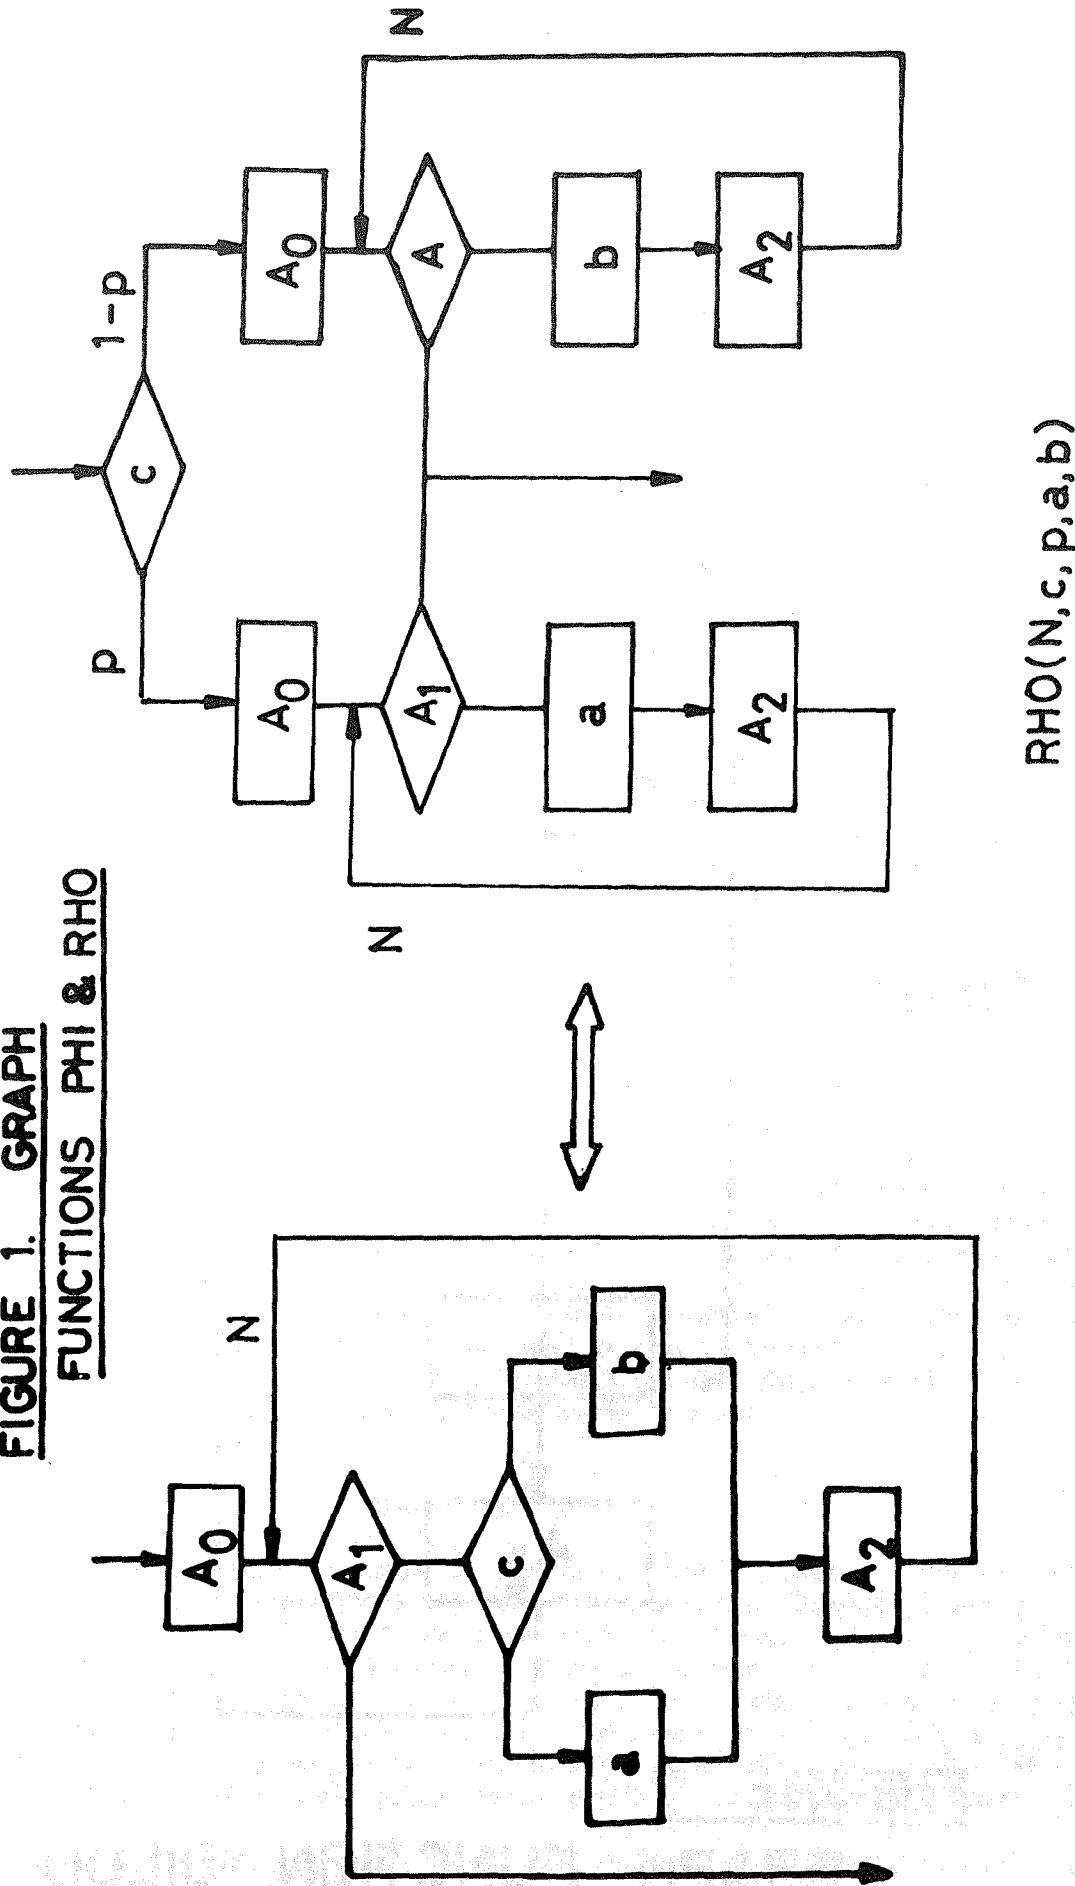 FIGURE 1. GRAPH
FUNCTIONS PHI & RHO
A0
N
A1
c
a
b
A2
c
p
1-p
A0
A0
N
N
A1
A
a
b
A2
A2
RHO(N,c,p,a,b)